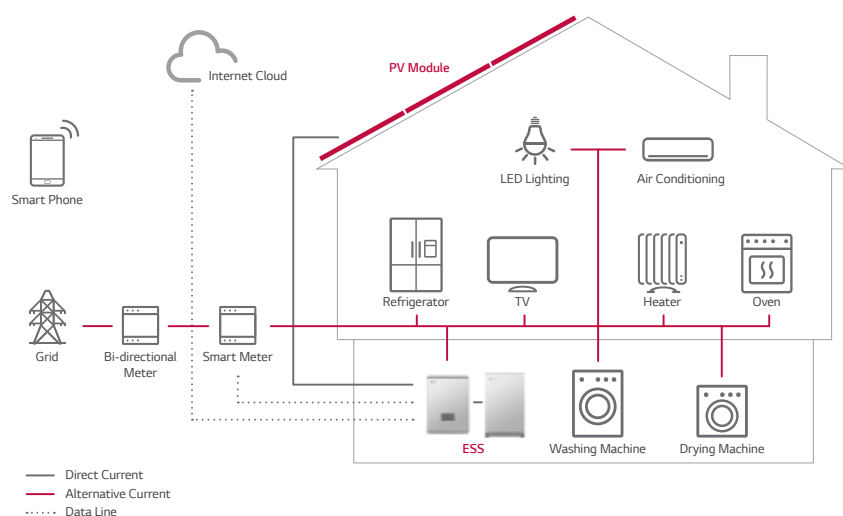 PV Module
Internet Cloud
Smart Phone
LED Lighting
Air Conditioning
Refrigerator
TV
Heater
Oven
Grid
Bi-directional
Meter
Smart Meter
ESS
Washing Machine
Drying Machine
Direct Current
Alternative Current
Data Line